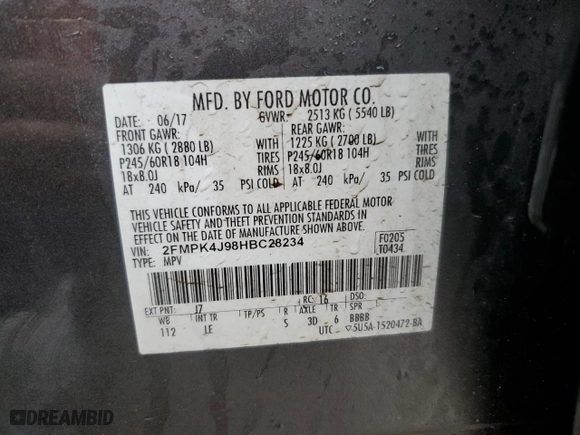 MFD. BY FORD MOTOR CO.
DATE: 06/17 GVWR: 2513 KG ( 5540 LB)
FRONT GAWR: REAR GAWR:
1306 KG ( 2880 LB) 1225 KG ( 2700 LB)
P245/60R18 104H TIRES P245/60R18 104H TIRES
18x8.0J RIMS 18x8.0J RIMS
AT 240 kPa/ 35 PSI COLD AT 240 kPa/ 35 PSI COLD
THIS VEHICLE CONFORMS TO ALL APPLICABLE FEDERAL MOTOR
VEHICLE SAFETY AND THEFT PREVENTION STANDARDS IN
EFFECT ON THE DATE OF MANUFACTURE SHOWN ABOVE.
VIN: 2FMPK4J98HBC28234 F0205
TYPE: MPV T0434
EXT PNT: J7 RC: 16 DSO:
WB INT TR TP/PS R AXLE TR SPR
112 LE S 3D 6 BBBB
UTC ▽5U5A-1520472-BA
DREAMBID